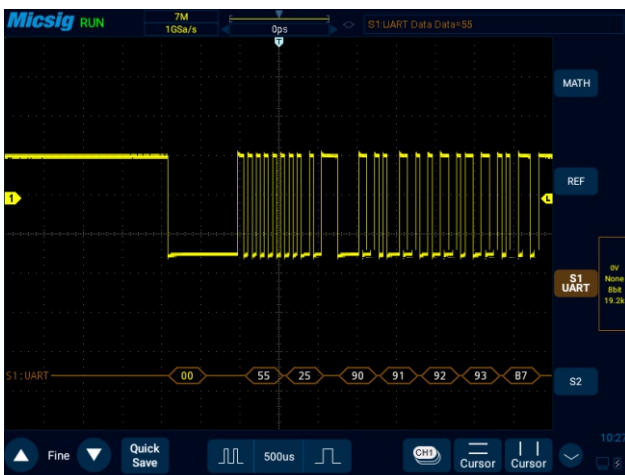 Micsig RUN
7M
1GSa/s
0ps
S1:UART Data Data=55
T
MATH
1
REF
L
S1
UART
0V
None
8bit
19.2k
S1:UART
00 55 25 90 91 92 93 B7
S2
10:27
Fine
Quick
Save
500us
CH1
Cursor
Cursor